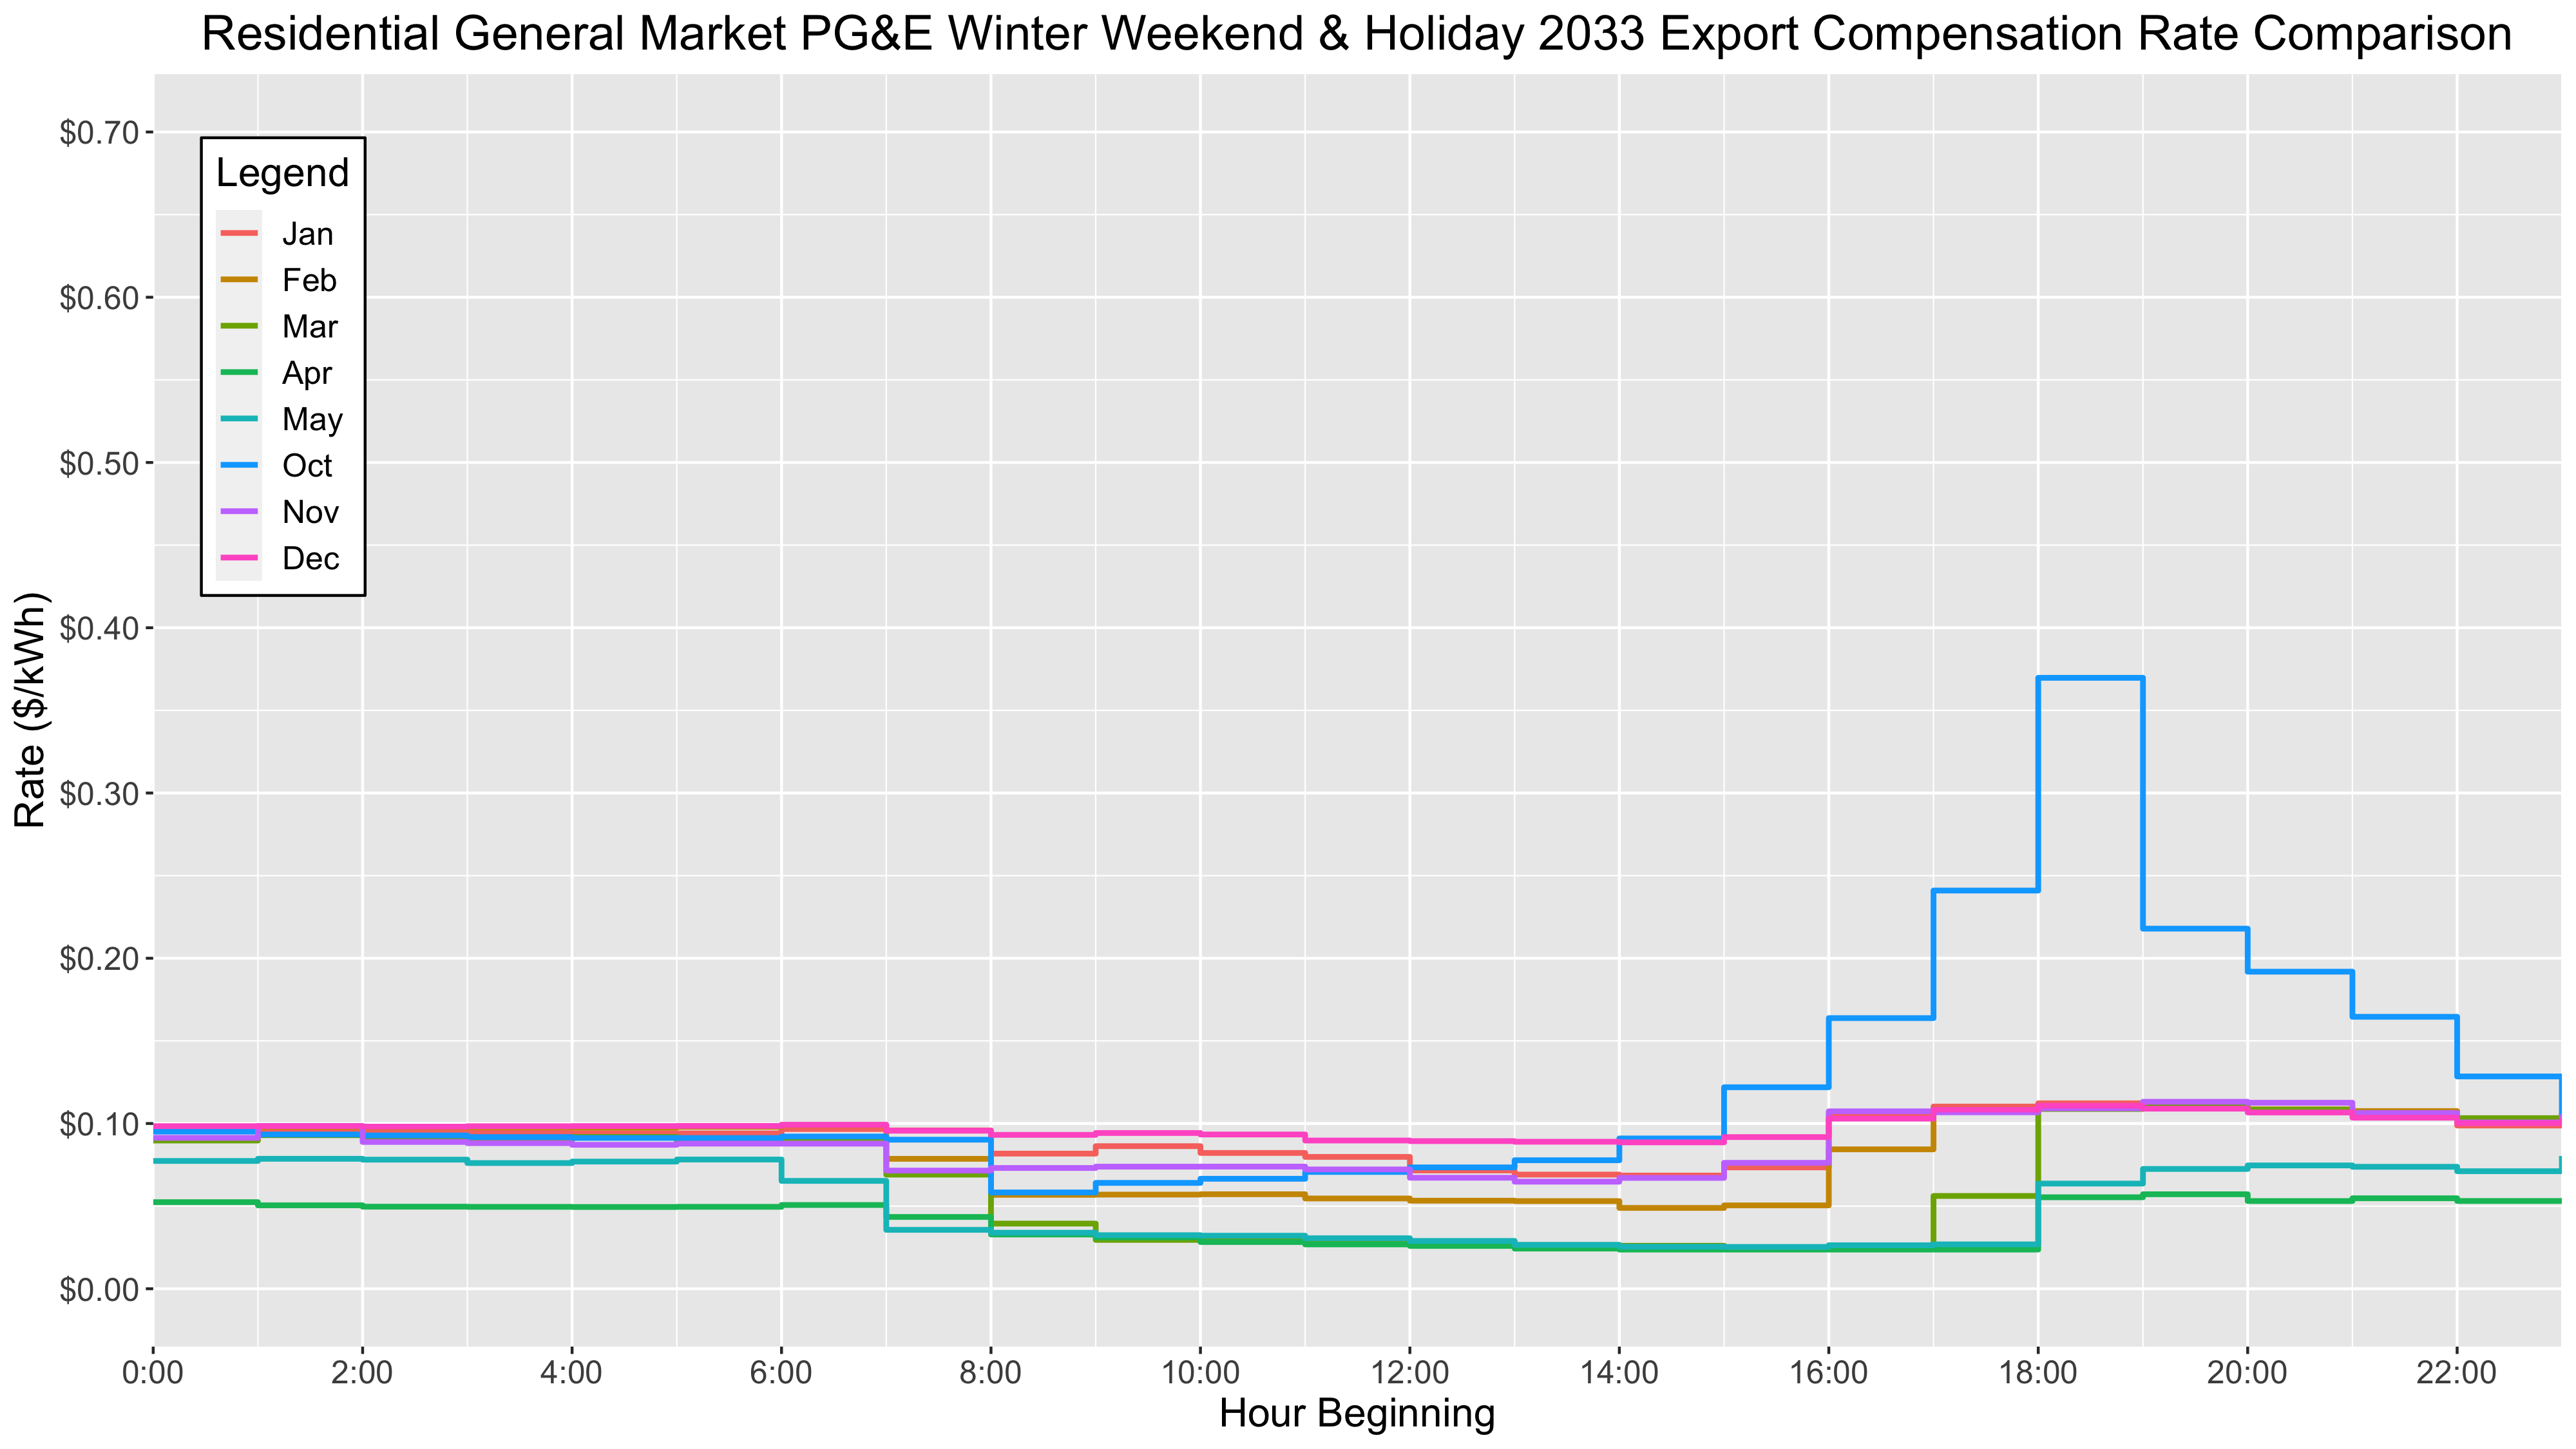 Residential General Market PG&E Winter Weekend & Holiday 2033 Export Compensation Rate Comparison
$0.70
$0.60
$0.50
$0.40
$0.30
$0.20
$0.10
$0.00
Rate ($/kWh)
Legend
Jan
Feb
Mar
Apr
May
Oct
Nov
Dec
0:00 2:00 4:00 6:00 8:00 10:00 12:00 14:00 16:00 18:00 20:00 22:00
Hour Beginning